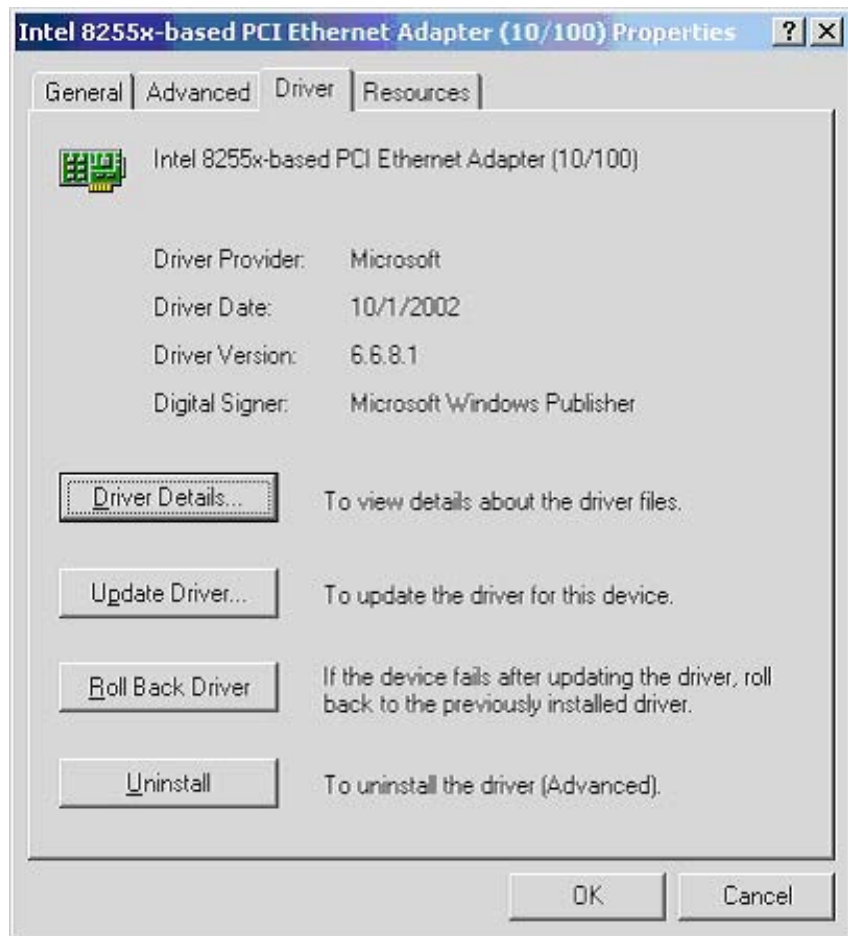 Intel 8255x-based PCI Ethernet Adapter (10/100) Properties
General Advanced Driver Resources
Intel 8255x-based PCI Ethernet Adapter (10/100)
Driver Provider: Microsoft
Driver Date: 10/1/2002
Driver Version: 6.6.8.1
Digital Signer: Microsoft Windows Publisher
Driver Details... To view details about the driver files.
Update Driver... To update the driver for this device.
Roll Back Driver If the device fails after updating the driver, roll
back to the previously installed driver.
Uninstall To uninstall the driver (Advanced).
OK Cancel